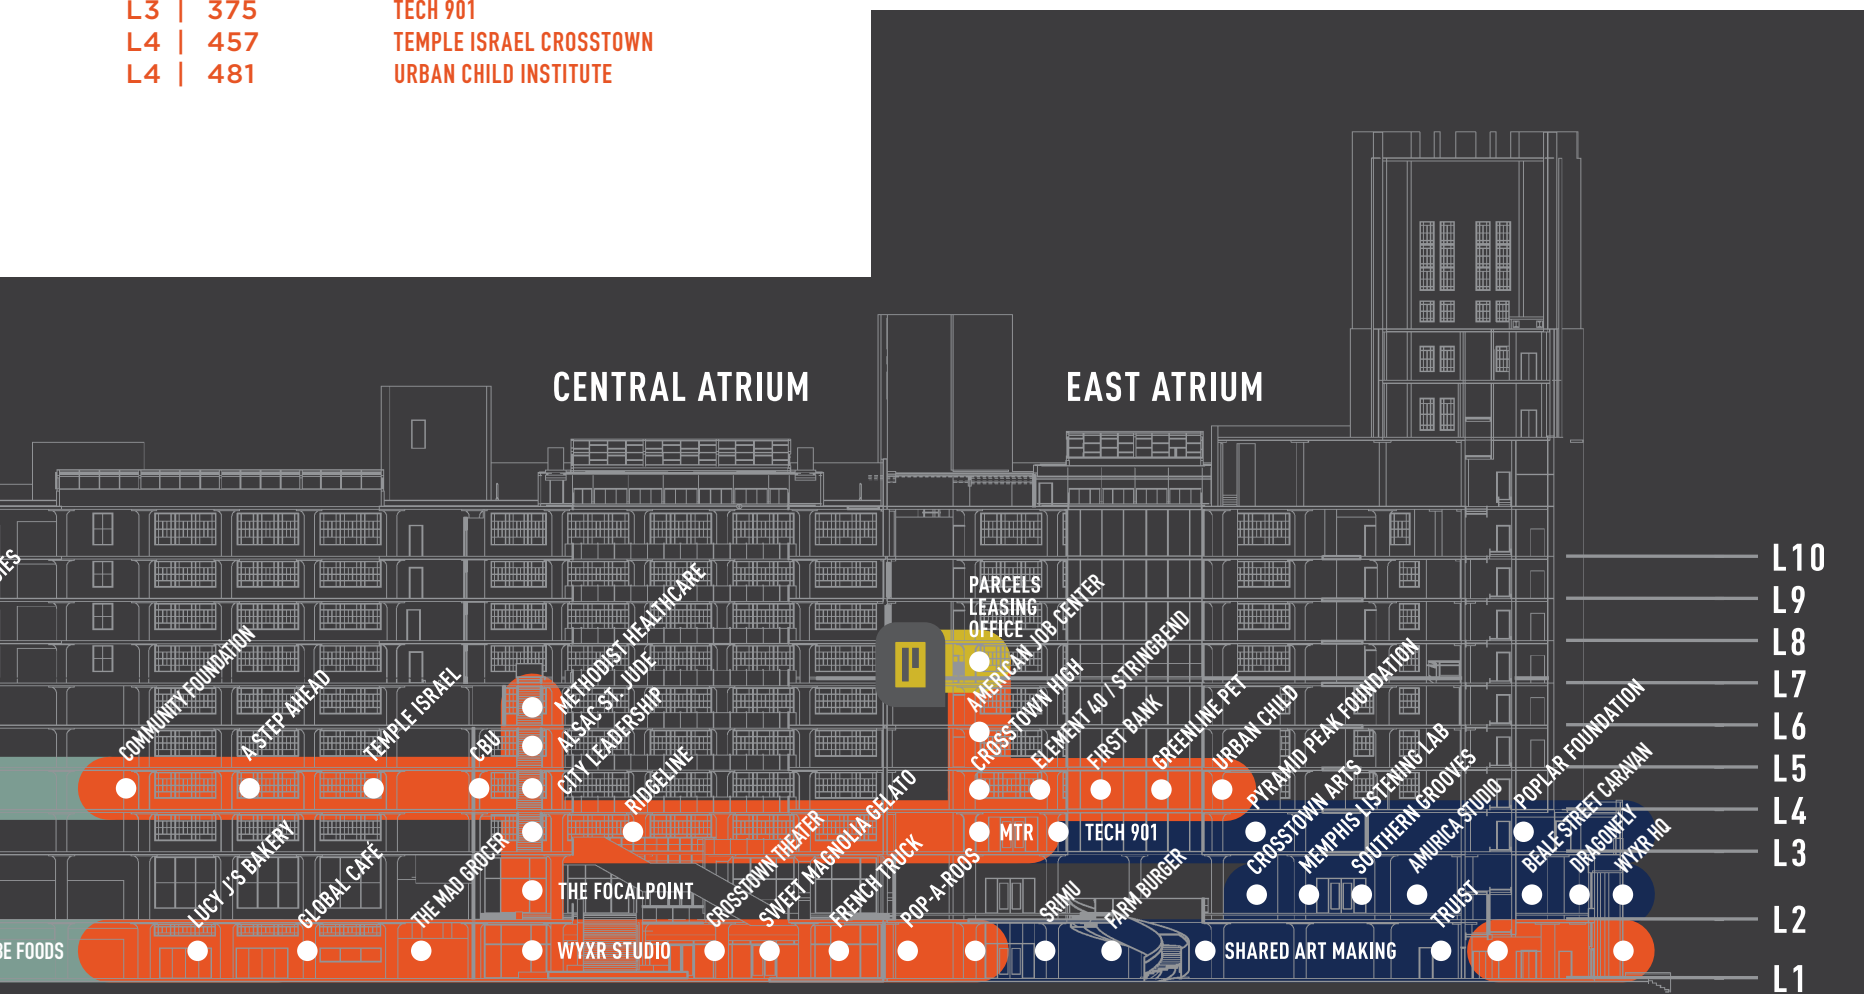 L3 | 375 TECH 901
L4 | 457 TEMPLE ISRAEL CROSSTOWN
L4 | 481 URBAN CHILD INSTITUTE
CENTRAL ATRIUM
EAST ATRIUM
L10
L9
L8
L7
L6
L5
L4
L3
L2
L1
PARCELS
LEASING
OFFICE
COMMUNITY FOUNDATION
A STEP AHEAD
TEMPLE ISRAEL
CBU
METHODIST HEALTHCARE
ALSAC ST. JUDE
CITY LEADERSHIP
RIDGELINE
AMERICAN JOB CENTER
CROSSTOWN HIGH
ELEMENT 40 / STRINGBEND
FIRST BANK
GREENLINE PET
URBAN CHILD
MTR
TECH 901
PYRAMID PEAK FOUNDATION
POPLAR FOUNDATION
THE FOCALPOINT
CROSSTOWN ARTS
MEMPHIS LISTENING LAB
SOUTHERN GROOVES
AMURICA STUDIO
BEALE STREET CARAVAN
DRAGONFLY
WYXR HQ
BE FOODS
LUCY J'S BAKERY
GLOBAL CAFÉ
THE MAD GROCER
WYXR STUDIO
CROSSTOWN THEATER
SWEET MAGNOLIA GELATO
FRENCH TRUCK
POP-A-ROOS
SRIMU
FARM BURGER
SHARED ART MAKING
TRUIST